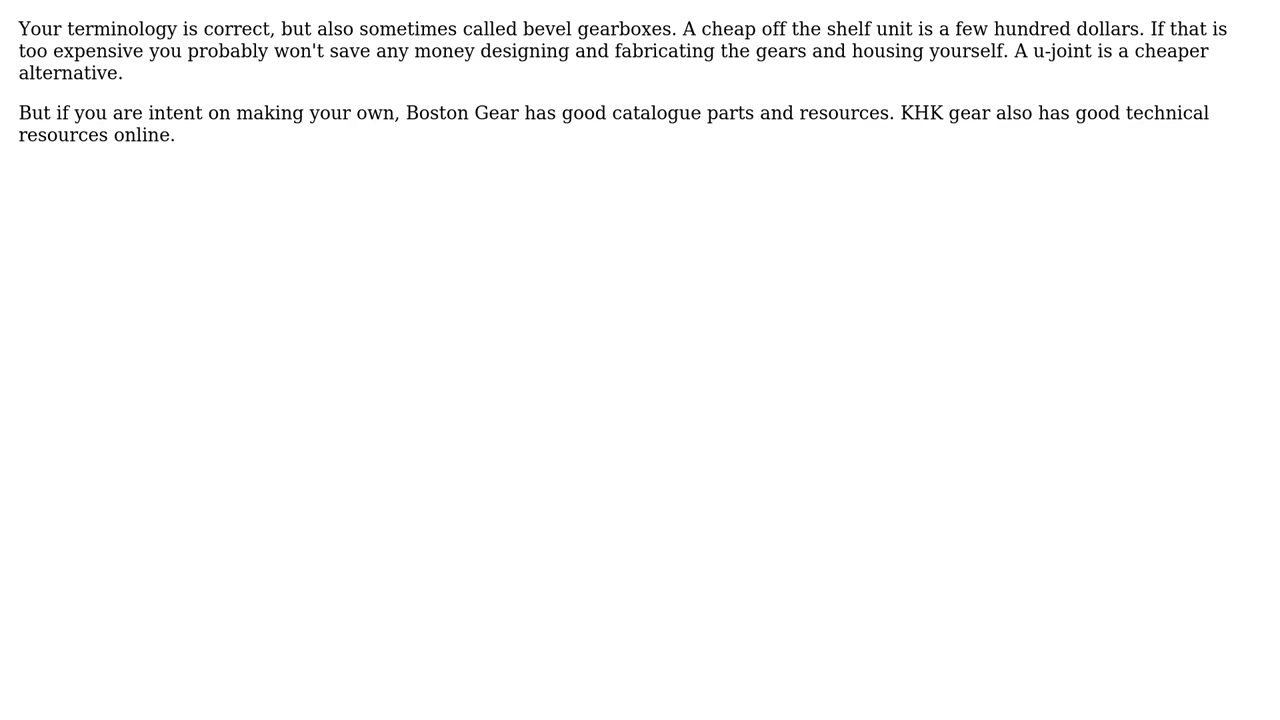 Your terminology is correct, but also sometimes called bevel gearboxes. A cheap off the shelf unit is a few hundred dollars. If that is
too expensive you probably won't save any money designing and fabricating the gears and housing yourself. A u-joint is a cheaper
alternative.
But if you are intent on making your own, Boston Gear has good catalogue parts and resources. KHK gear also has good technical
resources online.